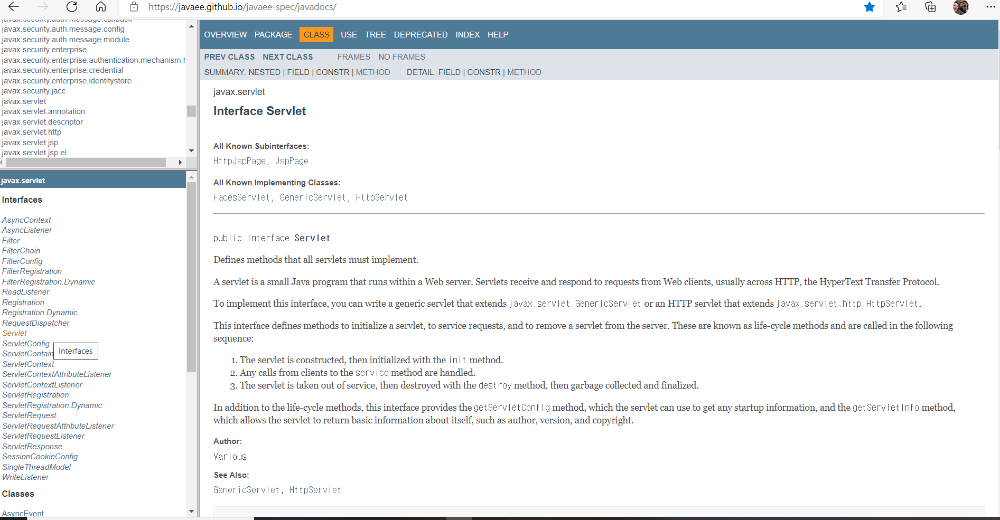 https://javaee.github.io/javaee-spec/javadocs/
javax.security.auth.message.callback
javax.security.auth.message.config
javax.security.auth.message.module
javax.security.enterprise
javax.security.enterprise.authentication.mechanism.h
javax.security.enterprise.credential
javax.security.enterprise.identitystore
javax.security.jacc
javax.servlet
javax.servlet.annotation
javax.servlet.descriptor
javax.servlet.http
javax.servlet.jsp
javax.servlet.jsp.el
javax.servlet
Interfaces
AsyncContext
AsyncListener
Filter
FilterChain
FilterConfig
FilterRegistration
FilterRegistration.Dynamic
ReadListener
Registration
Registration.Dynamic
RequestDispatcher
Servlet
ServletConfig
ServletContain
Interfaces
ServletContext
ServletContextAttributeListener
ServletContextListener
ServletRegistration
ServletRegistration.Dynamic
ServletRequest
ServletRequestAttributeListener
ServletRequestListener
ServletResponse
SessionCookieConfig
SingleThreadModel
WriteListener
Classes
AsyncEvent
OVERVIEW PACKAGE CLASS USE TREE DEPRECATED INDEX HELP
PREV CLASS NEXT CLASS FRAMES NO FRAMES
SUMMARY: NESTED | FIELD | CONSTR | METHOD DETAIL: FIELD | CONSTR | METHOD
javax.servlet
Interface Servlet
All Known Subinterfaces:
HttpJspPage, JspPage
All Known Implementing Classes:
FacesServlet, GenericServlet, HttpServlet
public interface Servlet
Defines methods that all servlets must implement.
A servlet is a small Java program that runs within a Web server. Servlets receive and respond to requests from Web clients, usually across HTTP, the HyperText Transfer Protocol.
To implement this interface, you can write a generic servlet that extends javax.servlet.GenericServlet or an HTTP servlet that extends javax.servlet.http.HttpServlet.
This interface defines methods to initialize a servlet, to service requests, and to remove a servlet from the server. These are known as life-cycle methods and are called in the following
sequence:
1. The servlet is constructed, then initialized with the init method.
2. Any calls from clients to the service method are handled.
3. The servlet is taken out of service, then destroyed with the destroy method, then garbage collected and finalized.
In addition to the life-cycle methods, this interface provides the getServletConfig method, which the servlet can use to get any startup information, and the getServletInfo method,
which allows the servlet to return basic information about itself, such as author, version, and copyright.
Author:
Various
See Also:
GenericServlet, HttpServlet